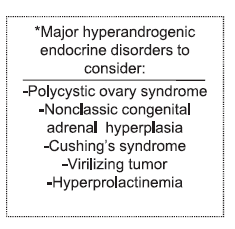 *Major hyperandrogenic
endocrine disorders to
consider:
-Polycystic ovary syndrome
-Nonclassic congenital
adrenal hyperplasia
-Cushing's syndrome
-Virilizing tumor
-Hyperprolactinemia